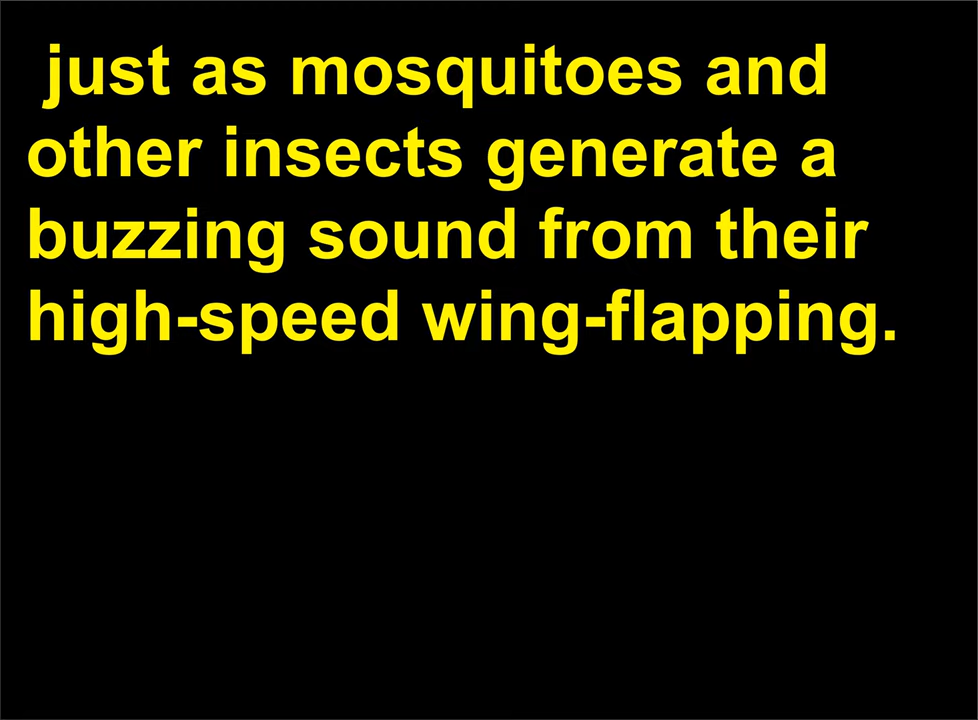 just as mosquitoes and
other insects generate a
buzzing sound from their
high-speed wing-flapping.